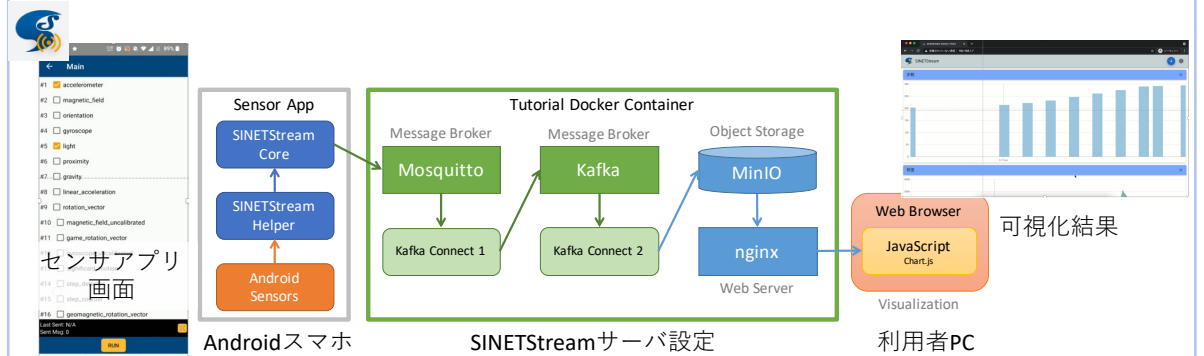 89%
← Main
#1 accelerometer
#2 magnetic_field
#3 orientation
#4 gyroscope
#5 light
#6 proximity
#7 gravity
#8 linear_acceleration
#9 rotation_vector
#10 magnetic_field_uncalibrated
#11 game_rotation_vector
#14
#15
#16 geomagnetic_rotation_vector
Last Sent: N/A
Sent Msg: 0
RUN
センサアプリ
画面
Sensor App
SINETStream
Core
SINETStream
Helper
Android
Sensors
Androidスマホ
Tutorial Docker Container
Message Broker
Mosquitto
Kafka Connect 1
Message Broker
Kafka
Kafka Connect 2
Object Storage
MinIO
nginx
Web Server
SINETStreamサーバ設定
Web Browser
JavaScript
Chart.js
Visualization
利用者PC
SINETStream
可視化結果